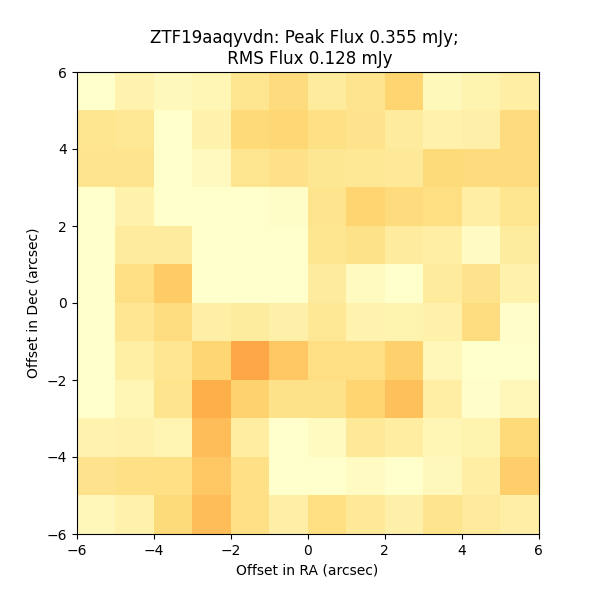 ZTF19aaqyvdn: Peak Flux 0.355 mJy;
RMS Flux 0.128 mJy
6
4
2
0
−2
−4
−6
Offset in Dec (arcsec)
−6 −4 −2 0 2 4 6
Offset in RA (arcsec)